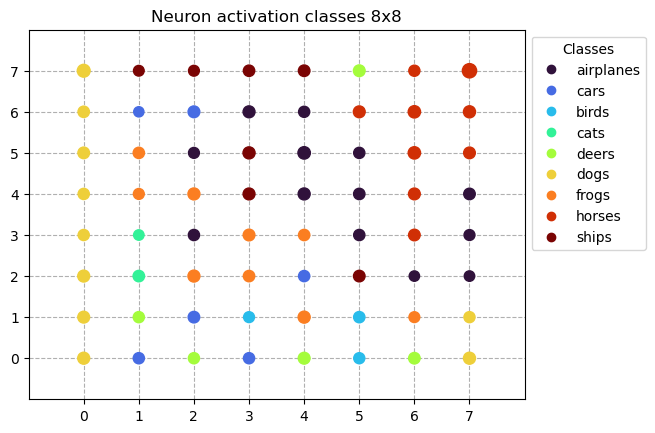 Neuron activation classes 8x8
Classes
airplanes
cars
birds
cats
deers
dogs
frogs
horses
ships
7
6
5
4
3
2
1
0
0 1 2 3 4 5 6 7